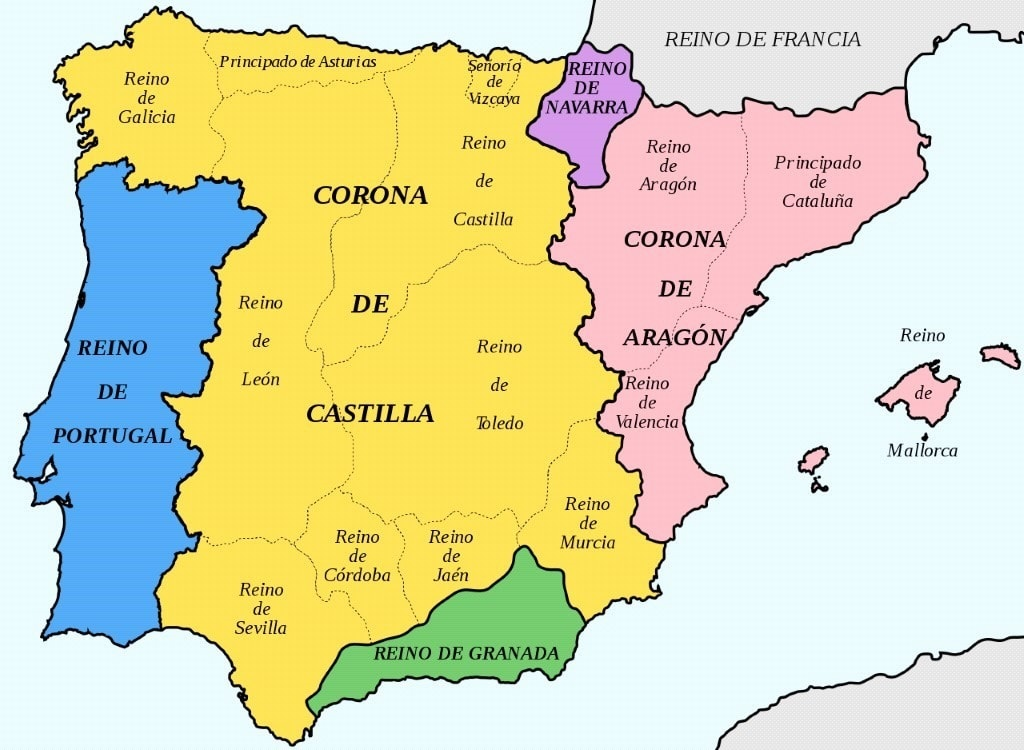 REINO DE FRANCIA
Principado de Asturias
Señorío
de
Vizcaya
REINO
DE
NAVARRA
Reino
de
Galicia
Reino
de
Castilla
Reino
de
Aragón
Principado
de
Cataluña
CORONA
DE
CASTILLA
CORONA
DE
ARAGÓN
Reino
de
León
Reino
de
Toledo
REINO
DE
PORTUGAL
Reino
de
Valencia
Reino
de
Mallorca
Reino
de
Murcia
Reino
de
Córdoba
Reino
de
Jaén
Reino
de
Sevilla
REINO DE GRANADA